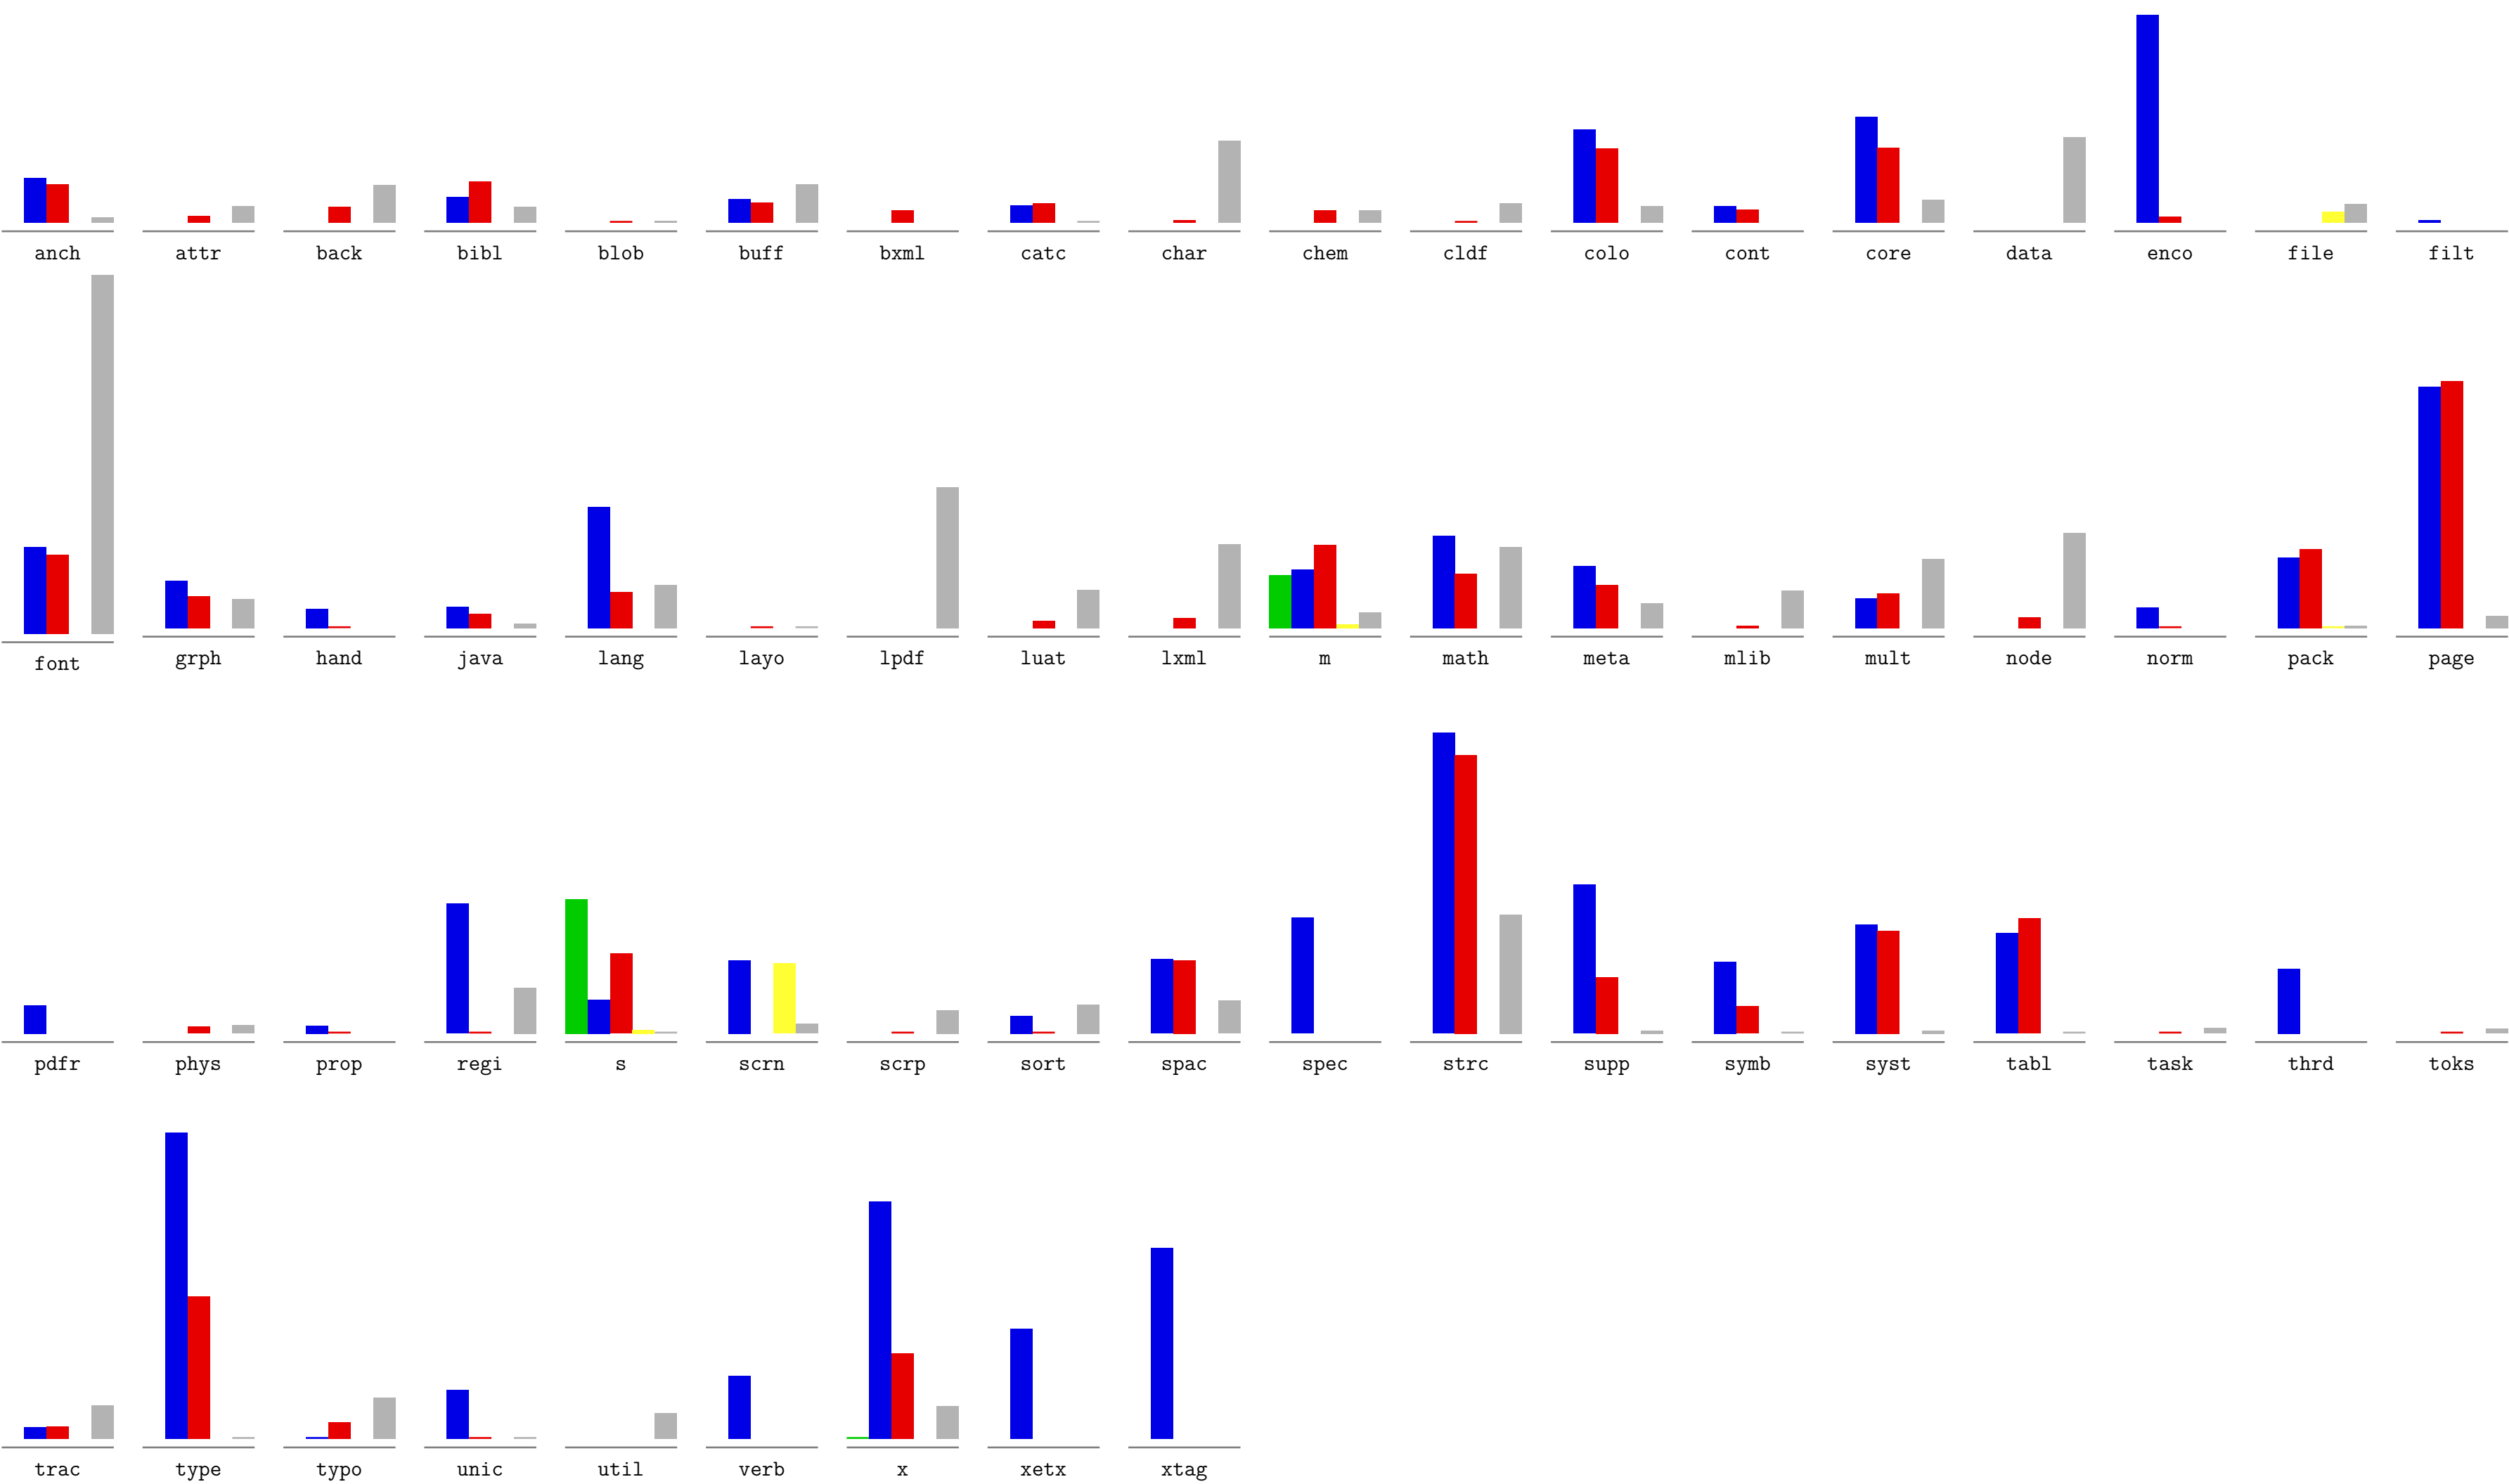 anch attr back bibl blob buff bxml catc char chem cldf colo cont core data enco file filt
font grph hand java lang layo lpdf luat lxml m math meta mlib mult node norm pack page
pdfr phys prop regi s scrn scrp sort spac spec strc supp symb syst tabl task thrd toks
trac type typo unic util verb x xetx xtag